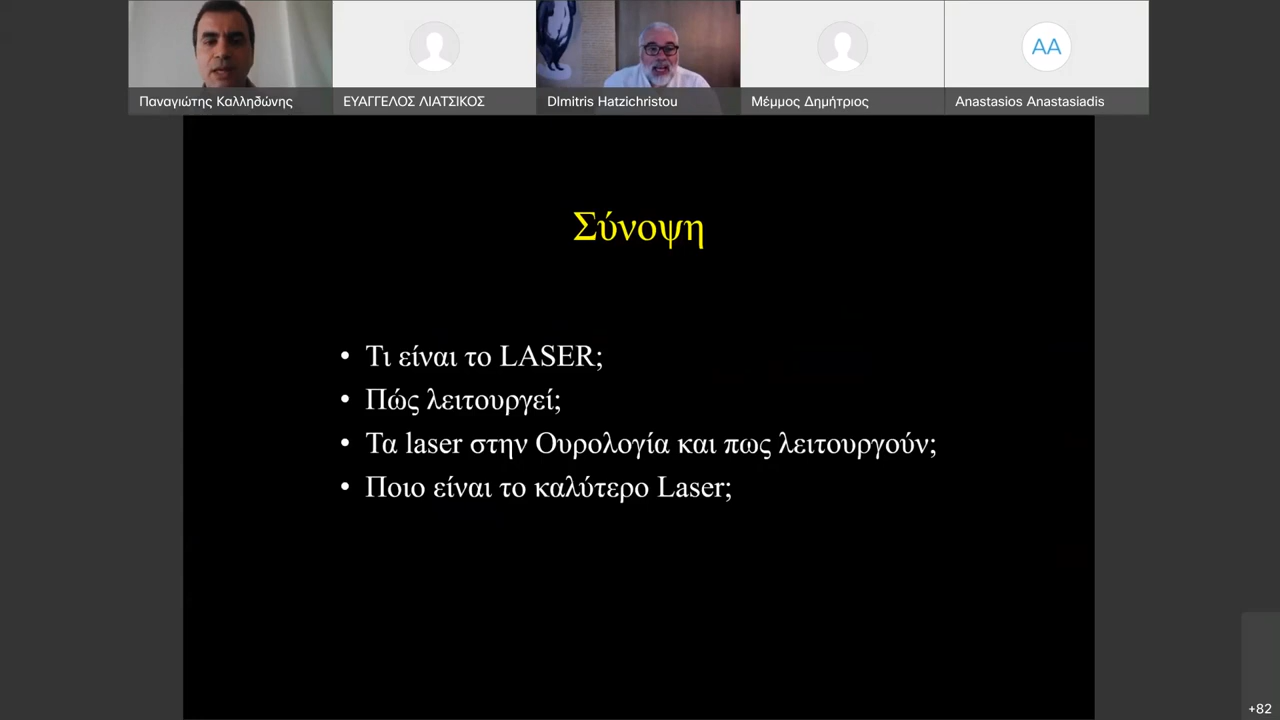 AA
Παναγιώτης Καλληδώνης
ΕΥΑΓΓΕΛΟΣ ΛΙΑΤΣΙΚΟΣ
DImitris Hatzichristou
Μέμμος Δημήτριος
Anastasios Anastasiadis
Σύνοψη
• Τι είναι το LASER;
• Πώς λειτουργεί;
• Τα laser στην Ουρολογία και πως λειτουργούν;
• Ποιο είναι το καλύτερο Laser;
+82